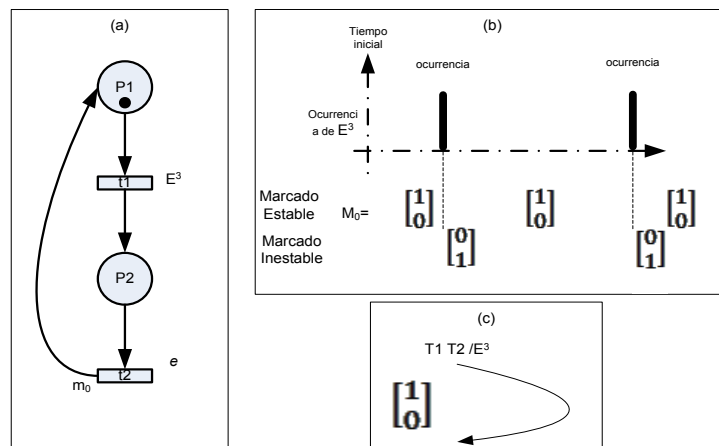 (a)
P1
t1 E³
P2
e
t2
m₀
(b)
Tiempo
inicial
ocurrencia ocurrencia
Ocurrenci
a de E³
Marcado
Estable M₀= [1 0] [1 0] [1 0]
Marcado
Inestable [0 1] [0 1]
(c)
T1 T2 /E³
[1 0]